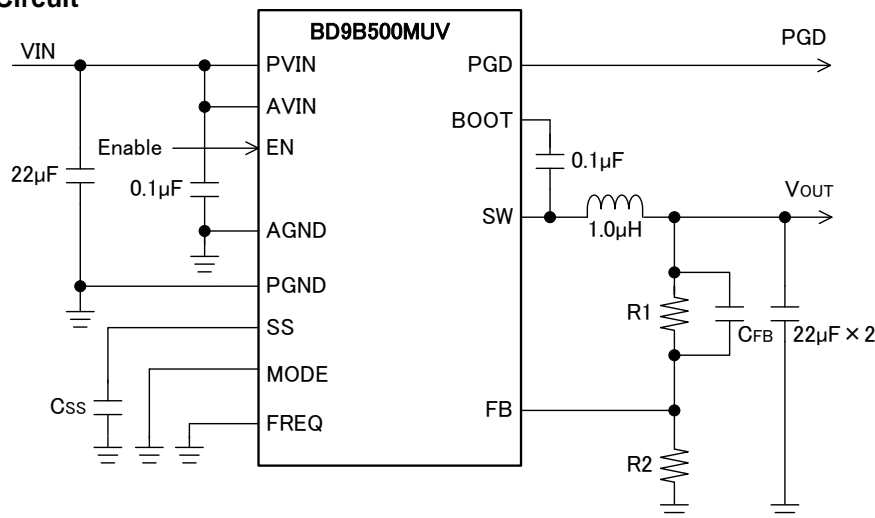 Circuit
BD9B500MUV
VIN
PGD
PVIN
PGD
AVIN
BOOT
Enable
EN
22µF
0.1µF
0.1µF
SW
VOUT
1.0µH
AGND
PGND
R1
CFB
22µF×2
SS
MODE
Css
FB
FREQ
R2